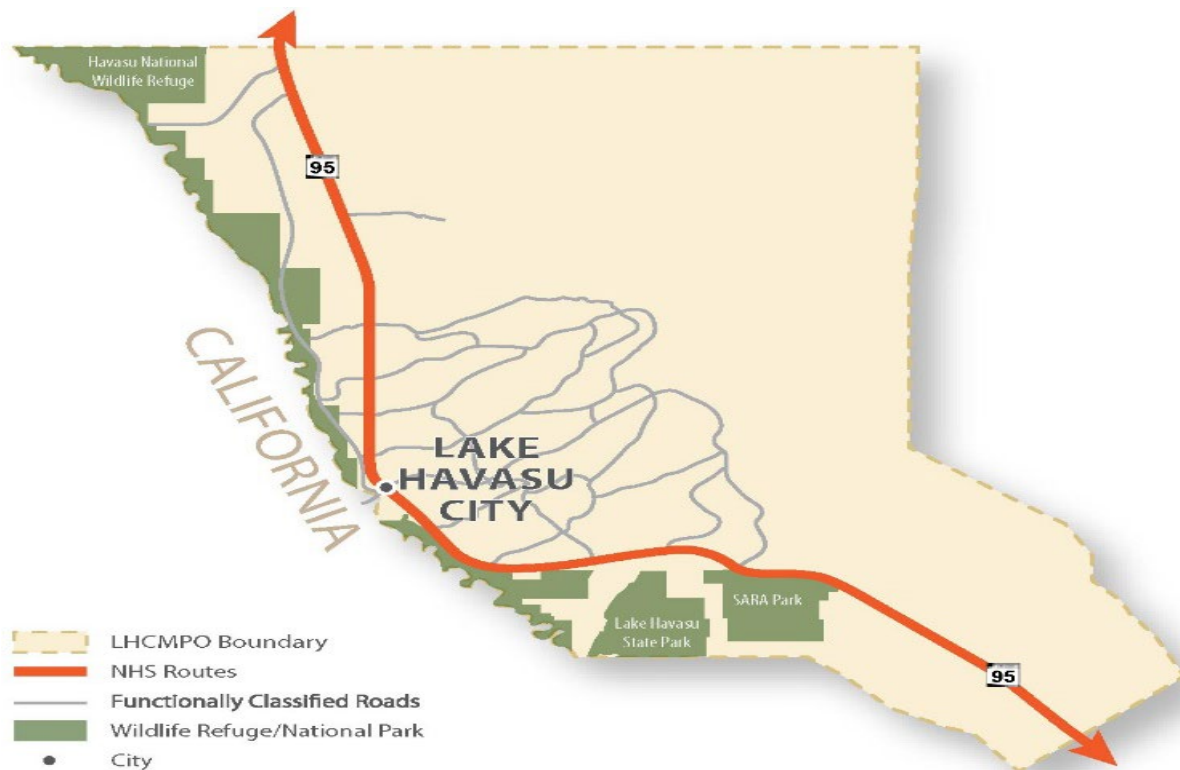 Havasu National
Wildlife Refuge
95
CALIFORNIA
LAKE
HAVASU
CITY
SARA Park
Lake Havasu
State Park
95
LHCMPO Boundary
NHS Routes
Functionally Classified Roads
Wildlife Refuge/National Park
City